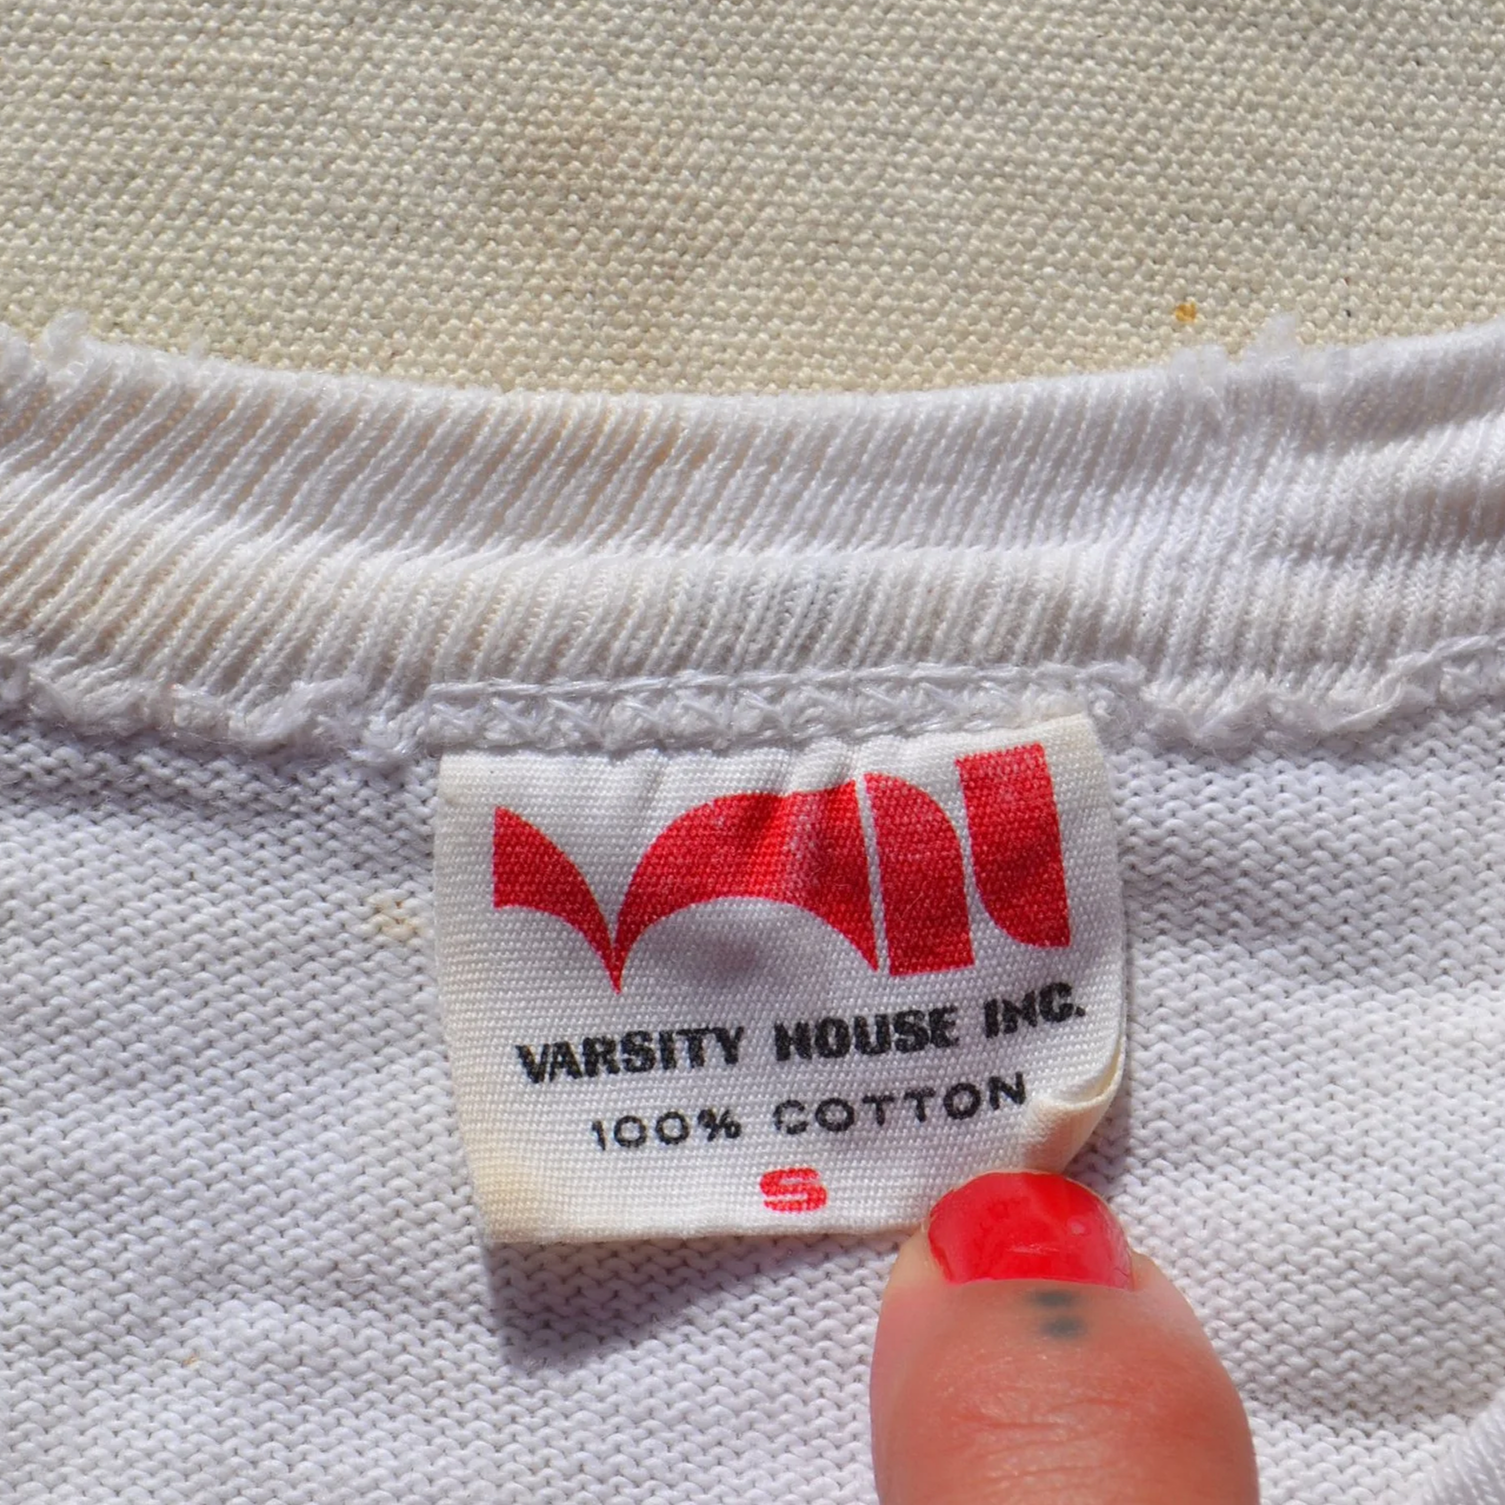 VARSITY HOUSE INC.
100% COTTON
S